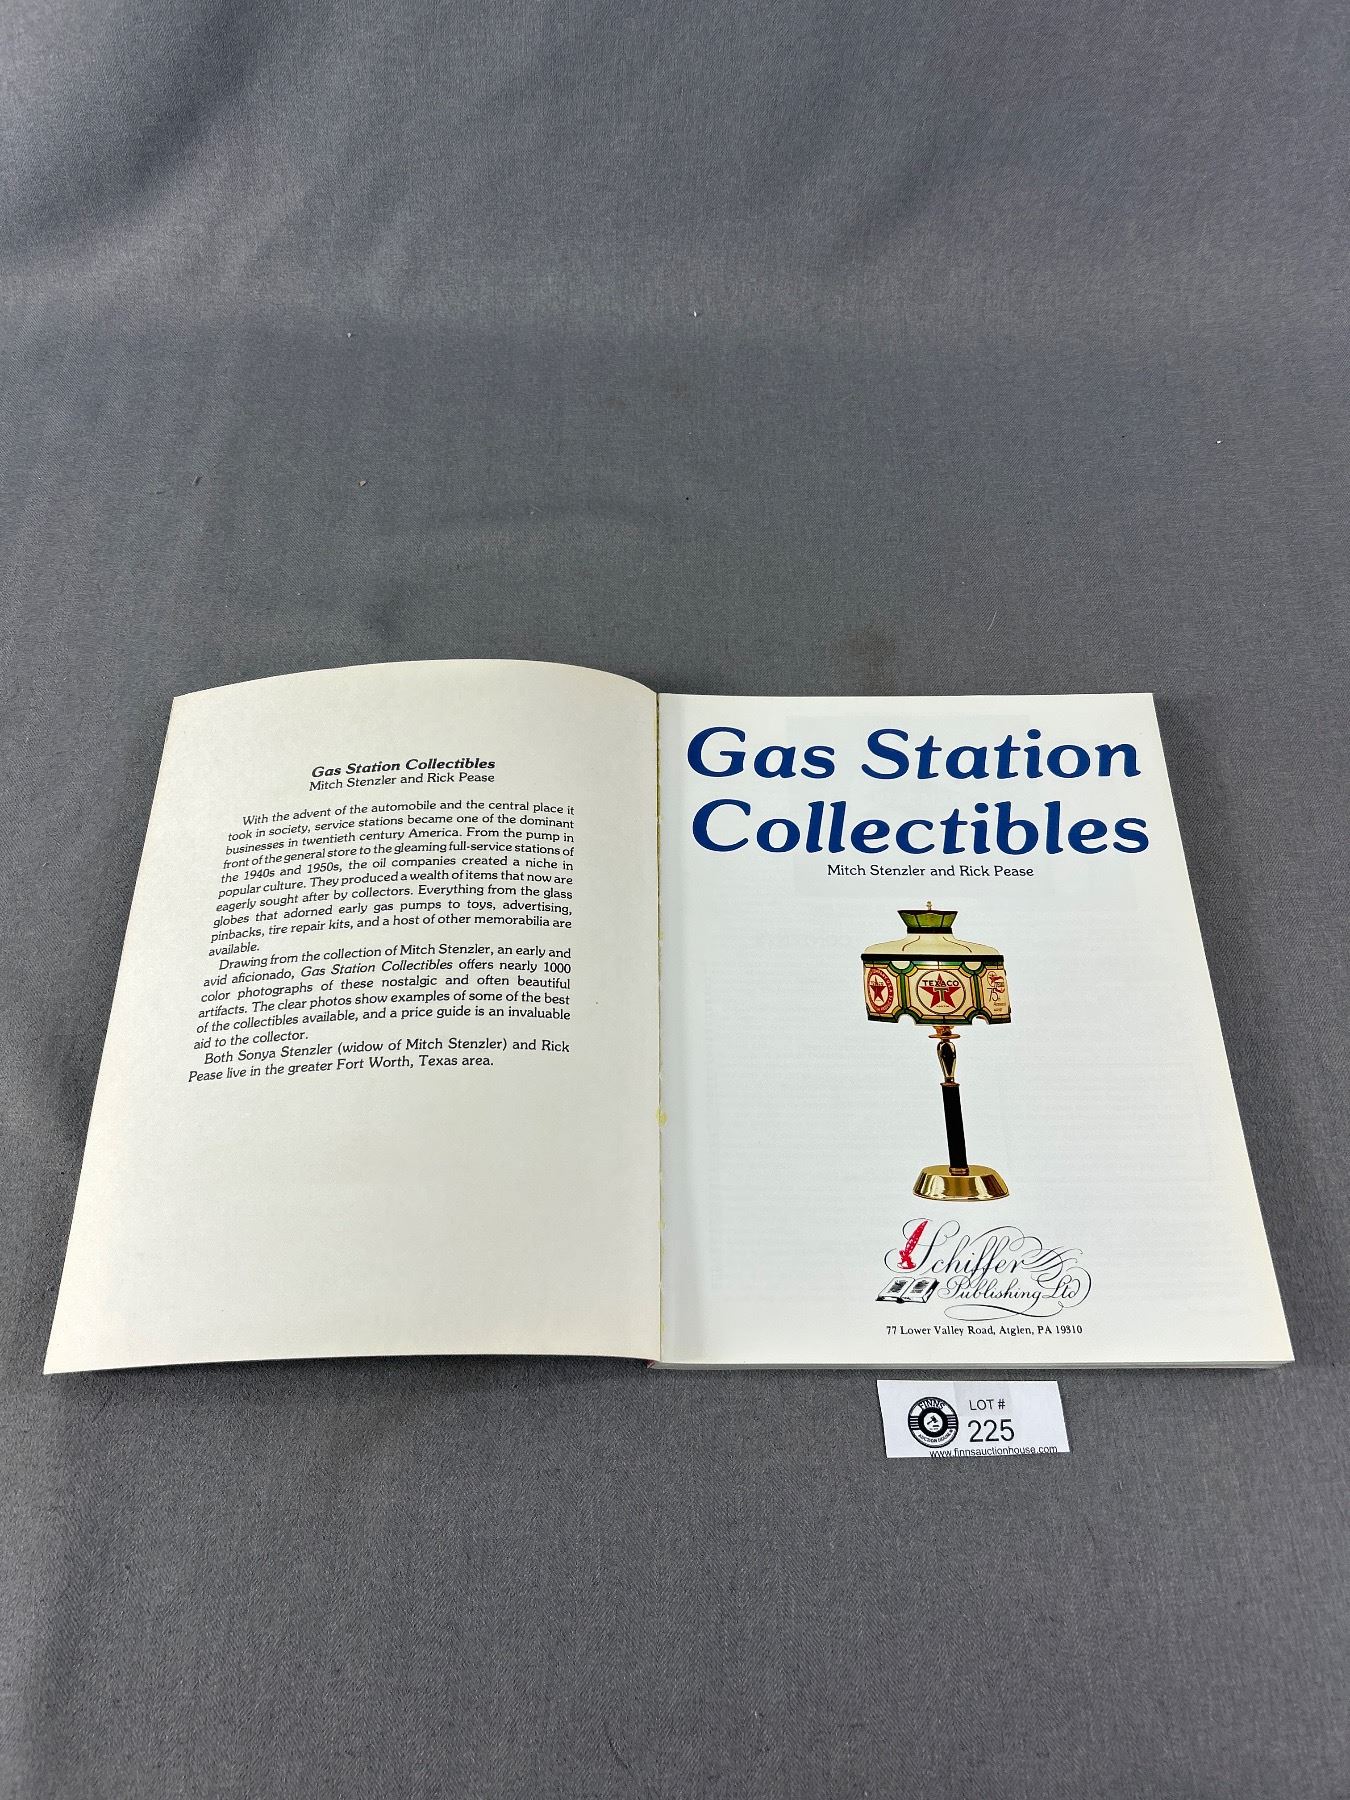 Gas Station Collectibles
Mitch Stenzler and Rick Pease
With the advent of the automobile and the central place it
took in society, service stations became one of the dominant
businesses in twentieth century America. From the pump in
front of the general store to the gleaming full-service stations of
the 1940s and 1950s, the oil companies created a niche in
popular culture. They produced a wealth of items that now are
eagerly sought after by collectors. Everything from the glass
globes that adorned early gas pumps to toys, advertising,
pinbacks, tire repair kits, and a host of other memorabilia are
available.
Drawing from the collection of Mitch Stenzler, an early and
avid aficionado, Gas Station Collectibles offers nearly 1000
color photographs of these nostalgic and often beautiful
artifacts. The clear photos show examples of some of the best
of the collectibles available, and a price guide is an invaluable
aid to the collector.
Both Sonya Stenzler (widow of Mitch Stenzler) and Rick
Pease live in the greater Fort Worth, Texas area.
Gas Station
Collectibles
Mitch Stenzler and Rick Pease
TEXACO
T
75
Schiffer
Publishing Ltd
77 Lower Valley Road, Atglen, PA 19310
FINNS
AUCTION HOUSE
LOT #
225
www.finnsauctionhouse.com